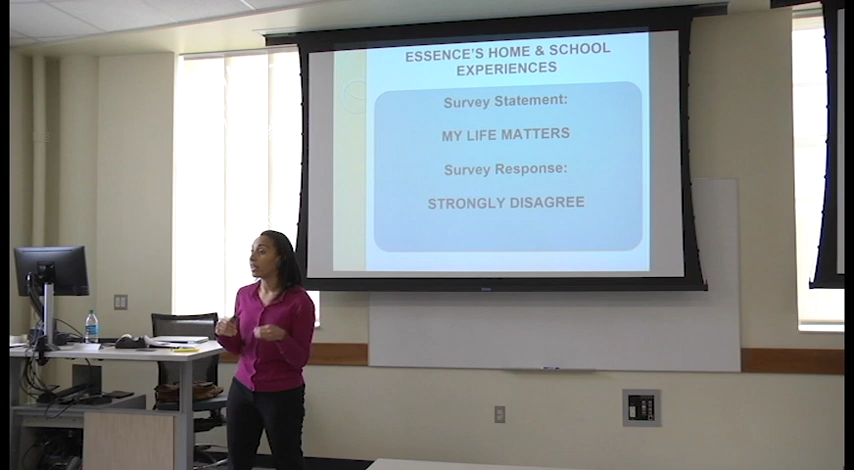 ESSENCE'S HOME & SCHOOL
EXPERIENCES
Survey Statement:
MY LIFE MATTERS
Survey Response:
STRONGLY DISAGREE